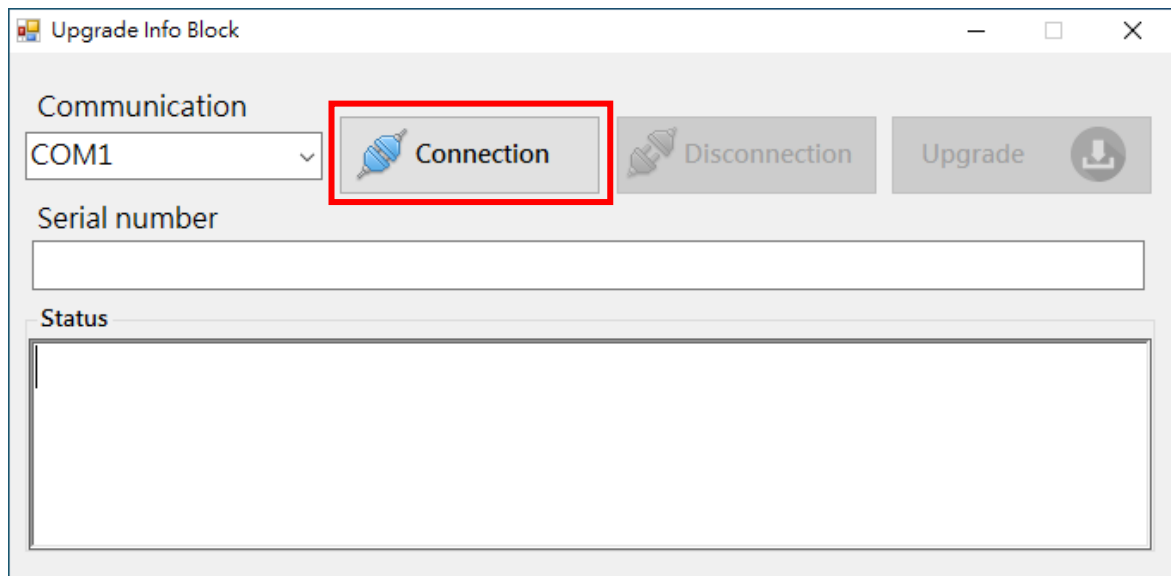 Upgrade Info Block
Communication
COM1
Connection
Disconnection
Upgrade
Serial number
Status